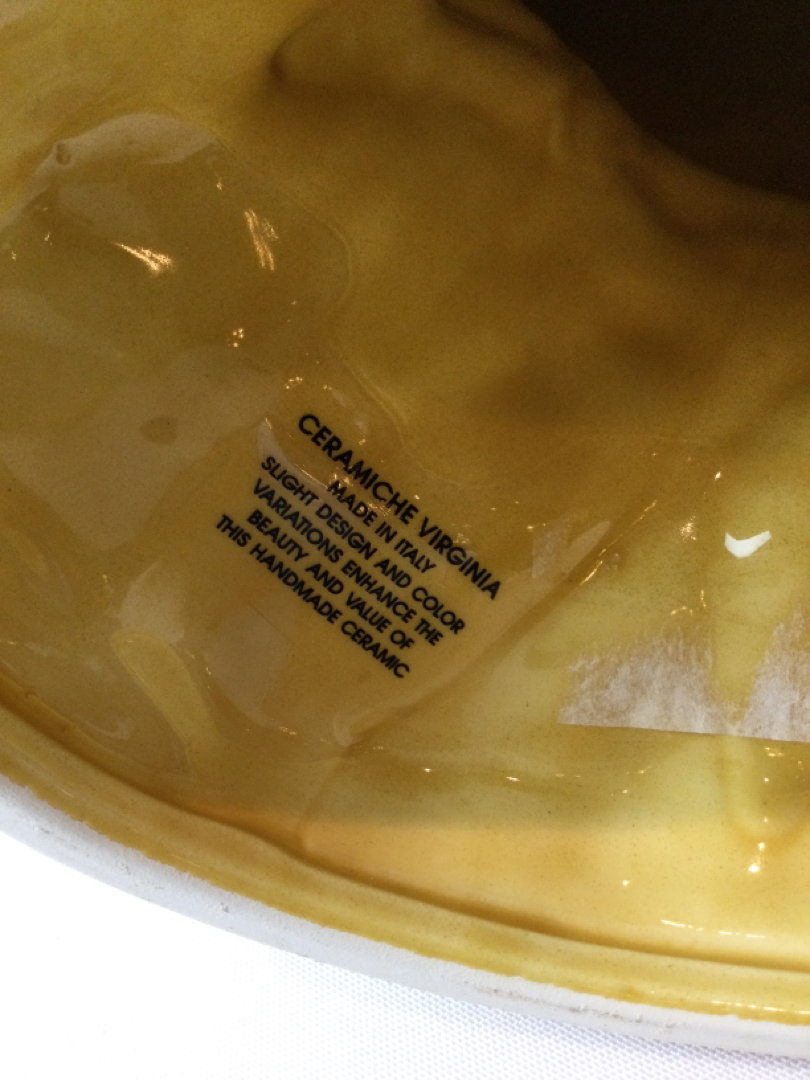 CERAMICHE VIRGINIA
MADE IN ITALY
SLIGHT DESIGN AND COLOR
VARIATIONS ENHANCE THE
BEAUTY AND VALUE OF
THIS HANDMADE CERAMIC